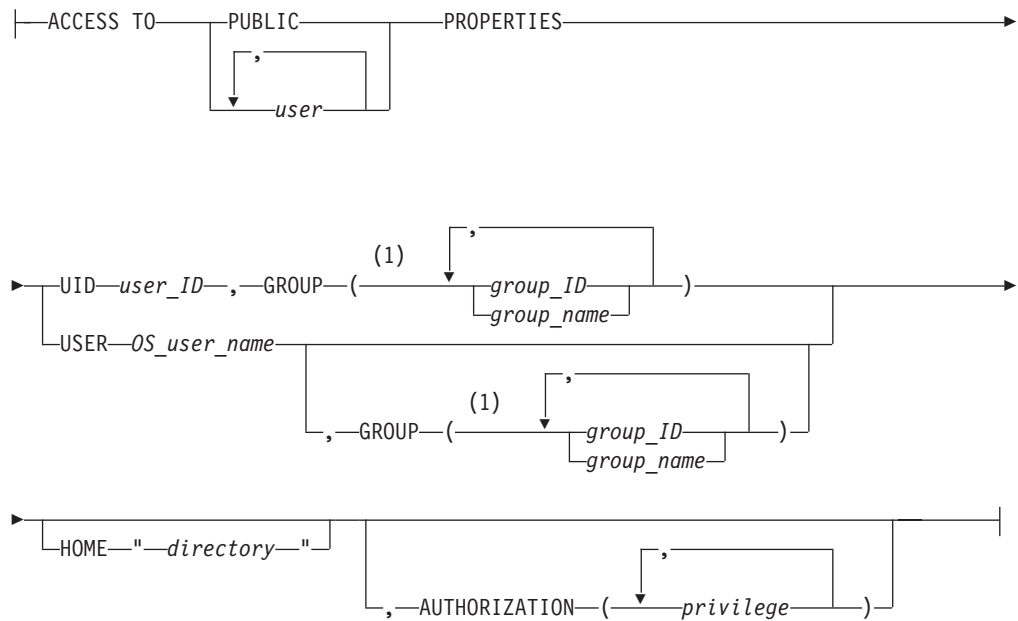 ACCESS TO PUBLIC PROPERTIES
,
user
,
(1)
UID user_ID , GROUP ( group_ID )
group_name
USER OS_user_name
,
(1)
, GROUP ( group_ID )
group_name
HOME " directory "
,
, AUTHORIZATION ( privilege )